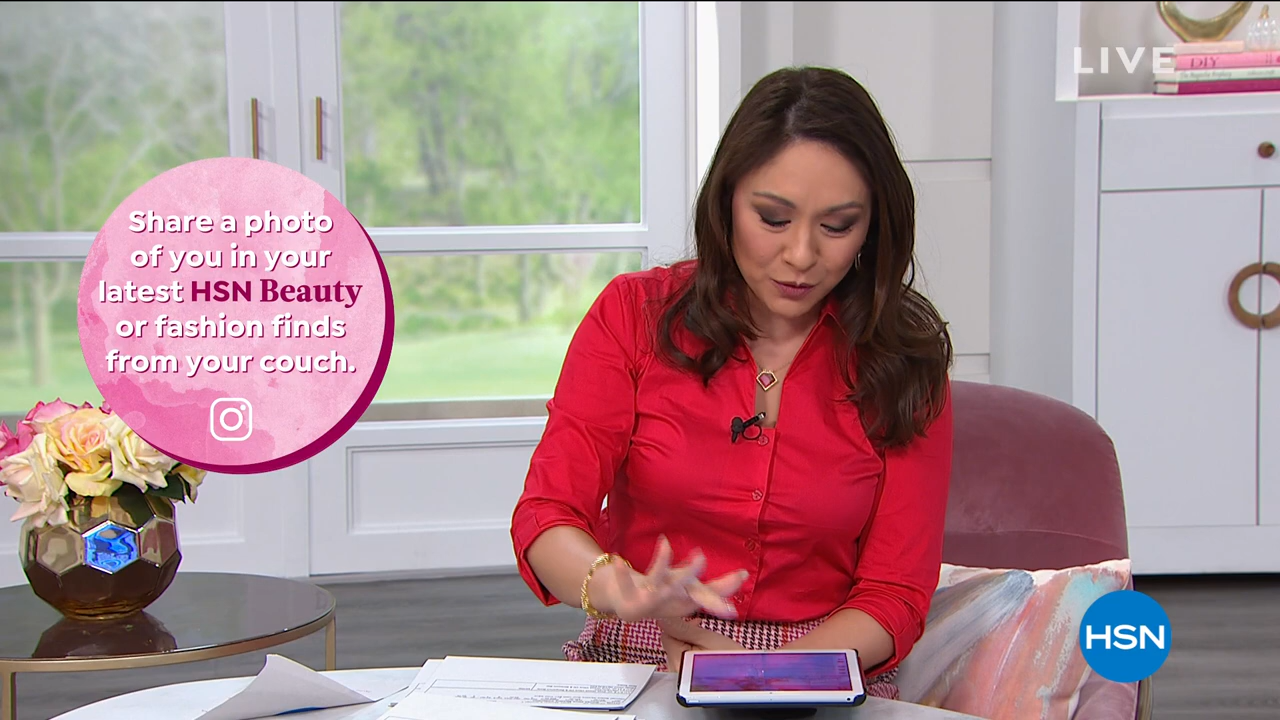 LIVE
DIY
Share a photo
of you in your
latest HSN Beauty
or fashion finds
from your couch.
HSN